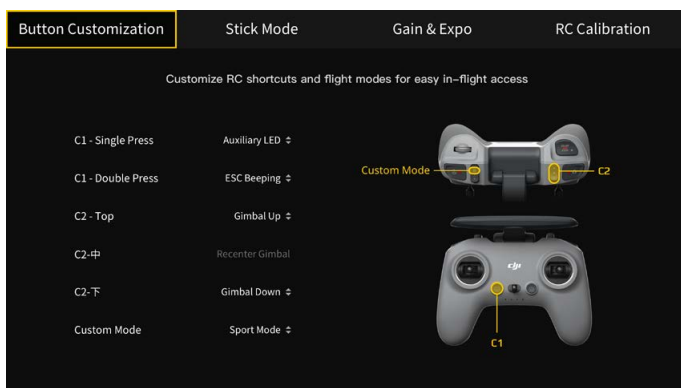 Button Customization
Stick Mode
Gain & Expo
RC Calibration
Customize RC shortcuts and flight modes for easy in-flight access
C1 - Single Press
Auxiliary LED
C1 - Double Press
ESC Beeping
C2 - Top
Gimbal Up
C2-中
Recenter Gimbal
C2-下
Gimbal Down
Custom Mode
Sport Mode
Custom Mode
C2
dji
C1